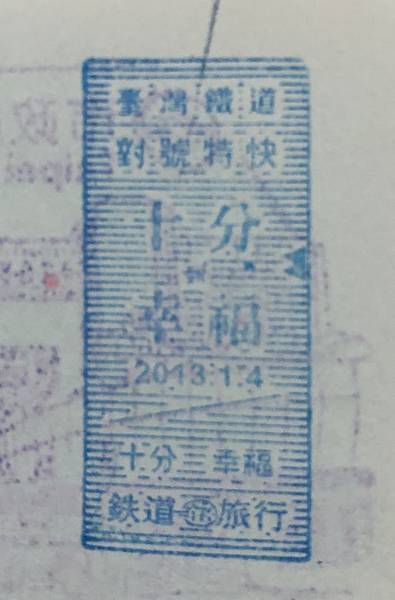 臺灣鐵道
對號特快
十分
幸福
2013.1.4
十分 幸福
鉄道 旅行